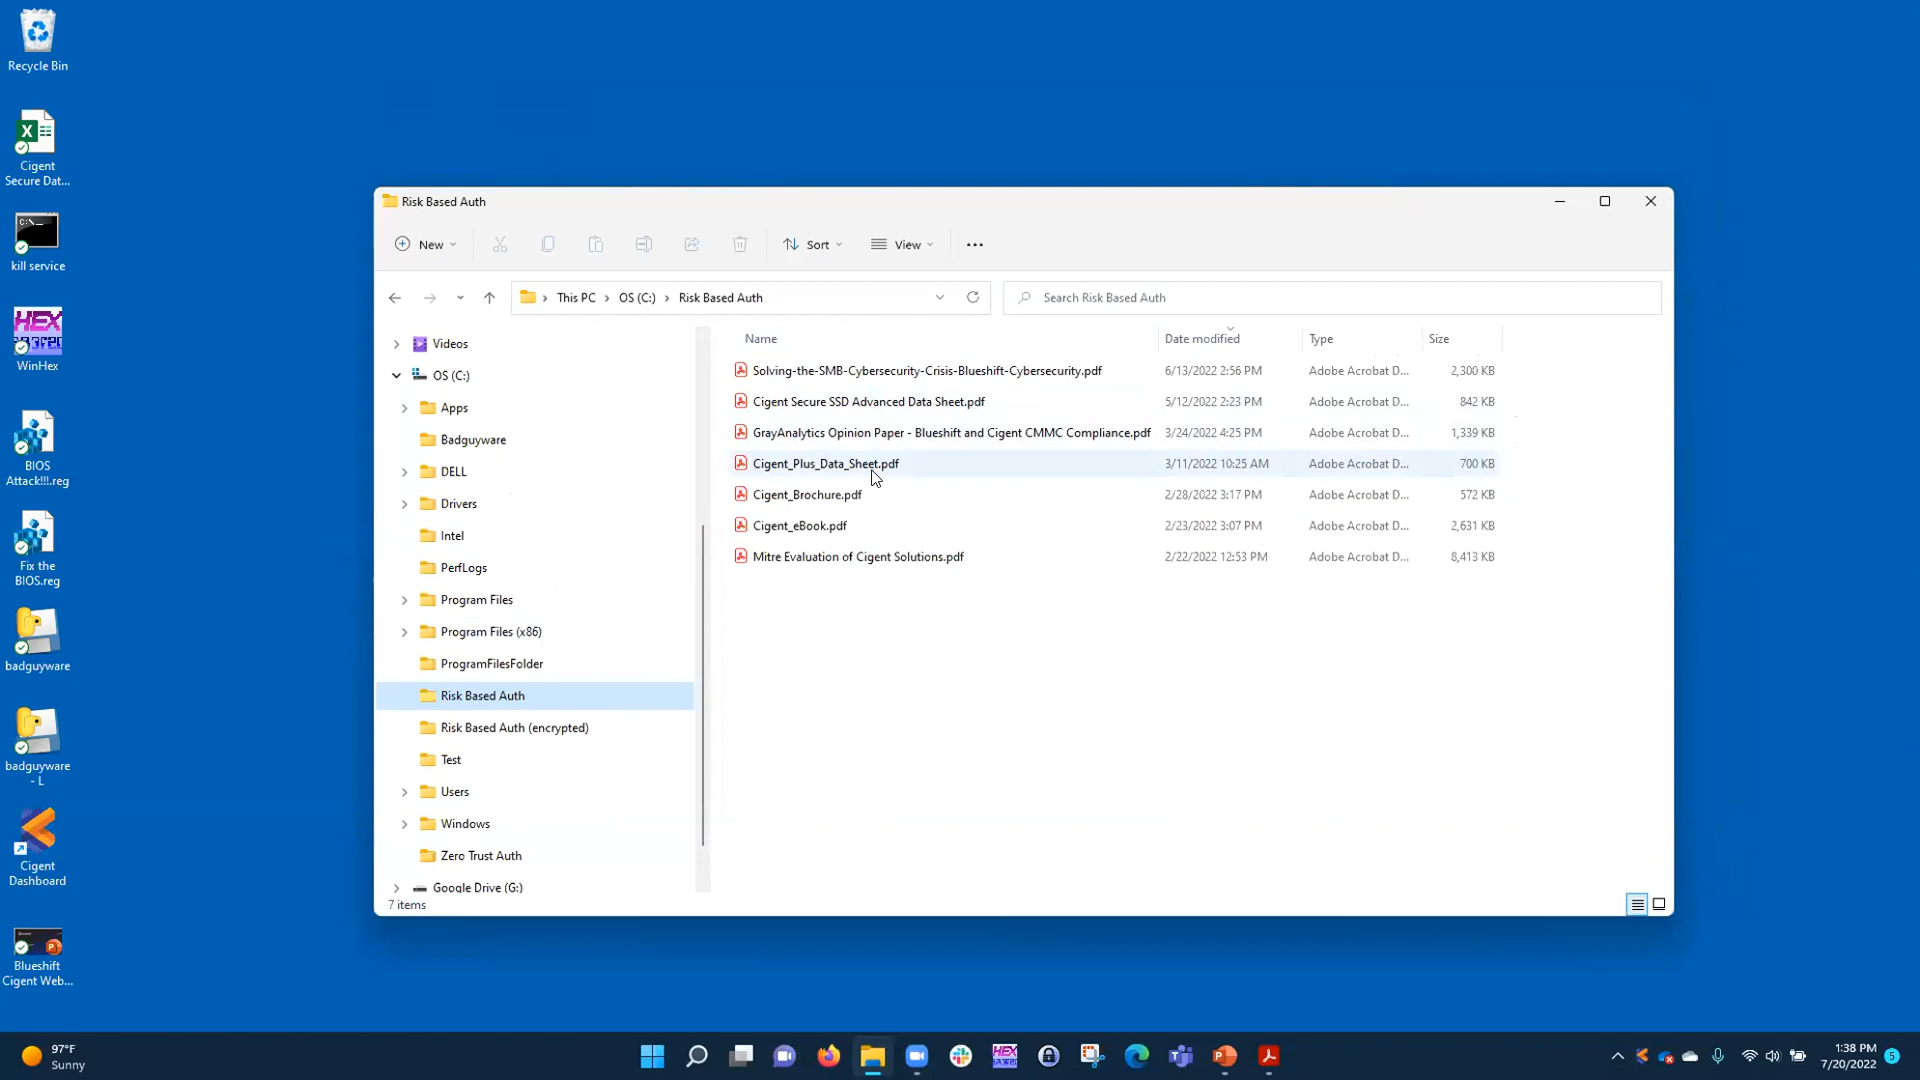 Recycle Bin
Cigent
Secure Dat...
kill service
WinHex
BIOS
Attack!!!.reg
Fix the
BIOS.reg
badguyware
badguyware
- L
Cigent
Dashboard
Blueshift
Cigent Web...
Risk Based Auth
New
Sort
View
This PC > OS (C:) > Risk Based Auth
Search Risk Based Auth
Videos
OS (C:)
Apps
Badguyware
DELL
Drivers
Intel
PerfLogs
Program Files
Program Files (x86)
ProgramFilesFolder
Risk Based Auth
Risk Based Auth (encrypted)
Test
Users
Windows
Zero Trust Auth
Google Drive (G:)
7 items
Name Date modified Type Size
Solving-the-SMB-Cybersecurity-Crisis-Blueshift-Cybersecurity.pdf 6/13/2022 2:56 PM Adobe Acrobat D... 2,300 KB
Cigent Secure SSD Advanced Data Sheet.pdf 5/12/2022 2:23 PM Adobe Acrobat D... 842 KB
GrayAnalytics Opinion Paper - Blueshift and Cigent CMMC Compliance.pdf 3/24/2022 4:25 PM Adobe Acrobat D... 1,339 KB
Cigent_Plus_Data_Sheet.pdf 3/11/2022 10:25 AM Adobe Acrobat D... 700 KB
Cigent_Brochure.pdf 2/28/2022 3:17 PM Adobe Acrobat D... 572 KB
Cigent_eBook.pdf 2/23/2022 3:07 PM Adobe Acrobat D... 2,631 KB
Mitre Evaluation of Cigent Solutions.pdf 2/22/2022 12:53 PM Adobe Acrobat D... 8,413 KB
97°F
Sunny
1:38 PM
7/20/2022
5